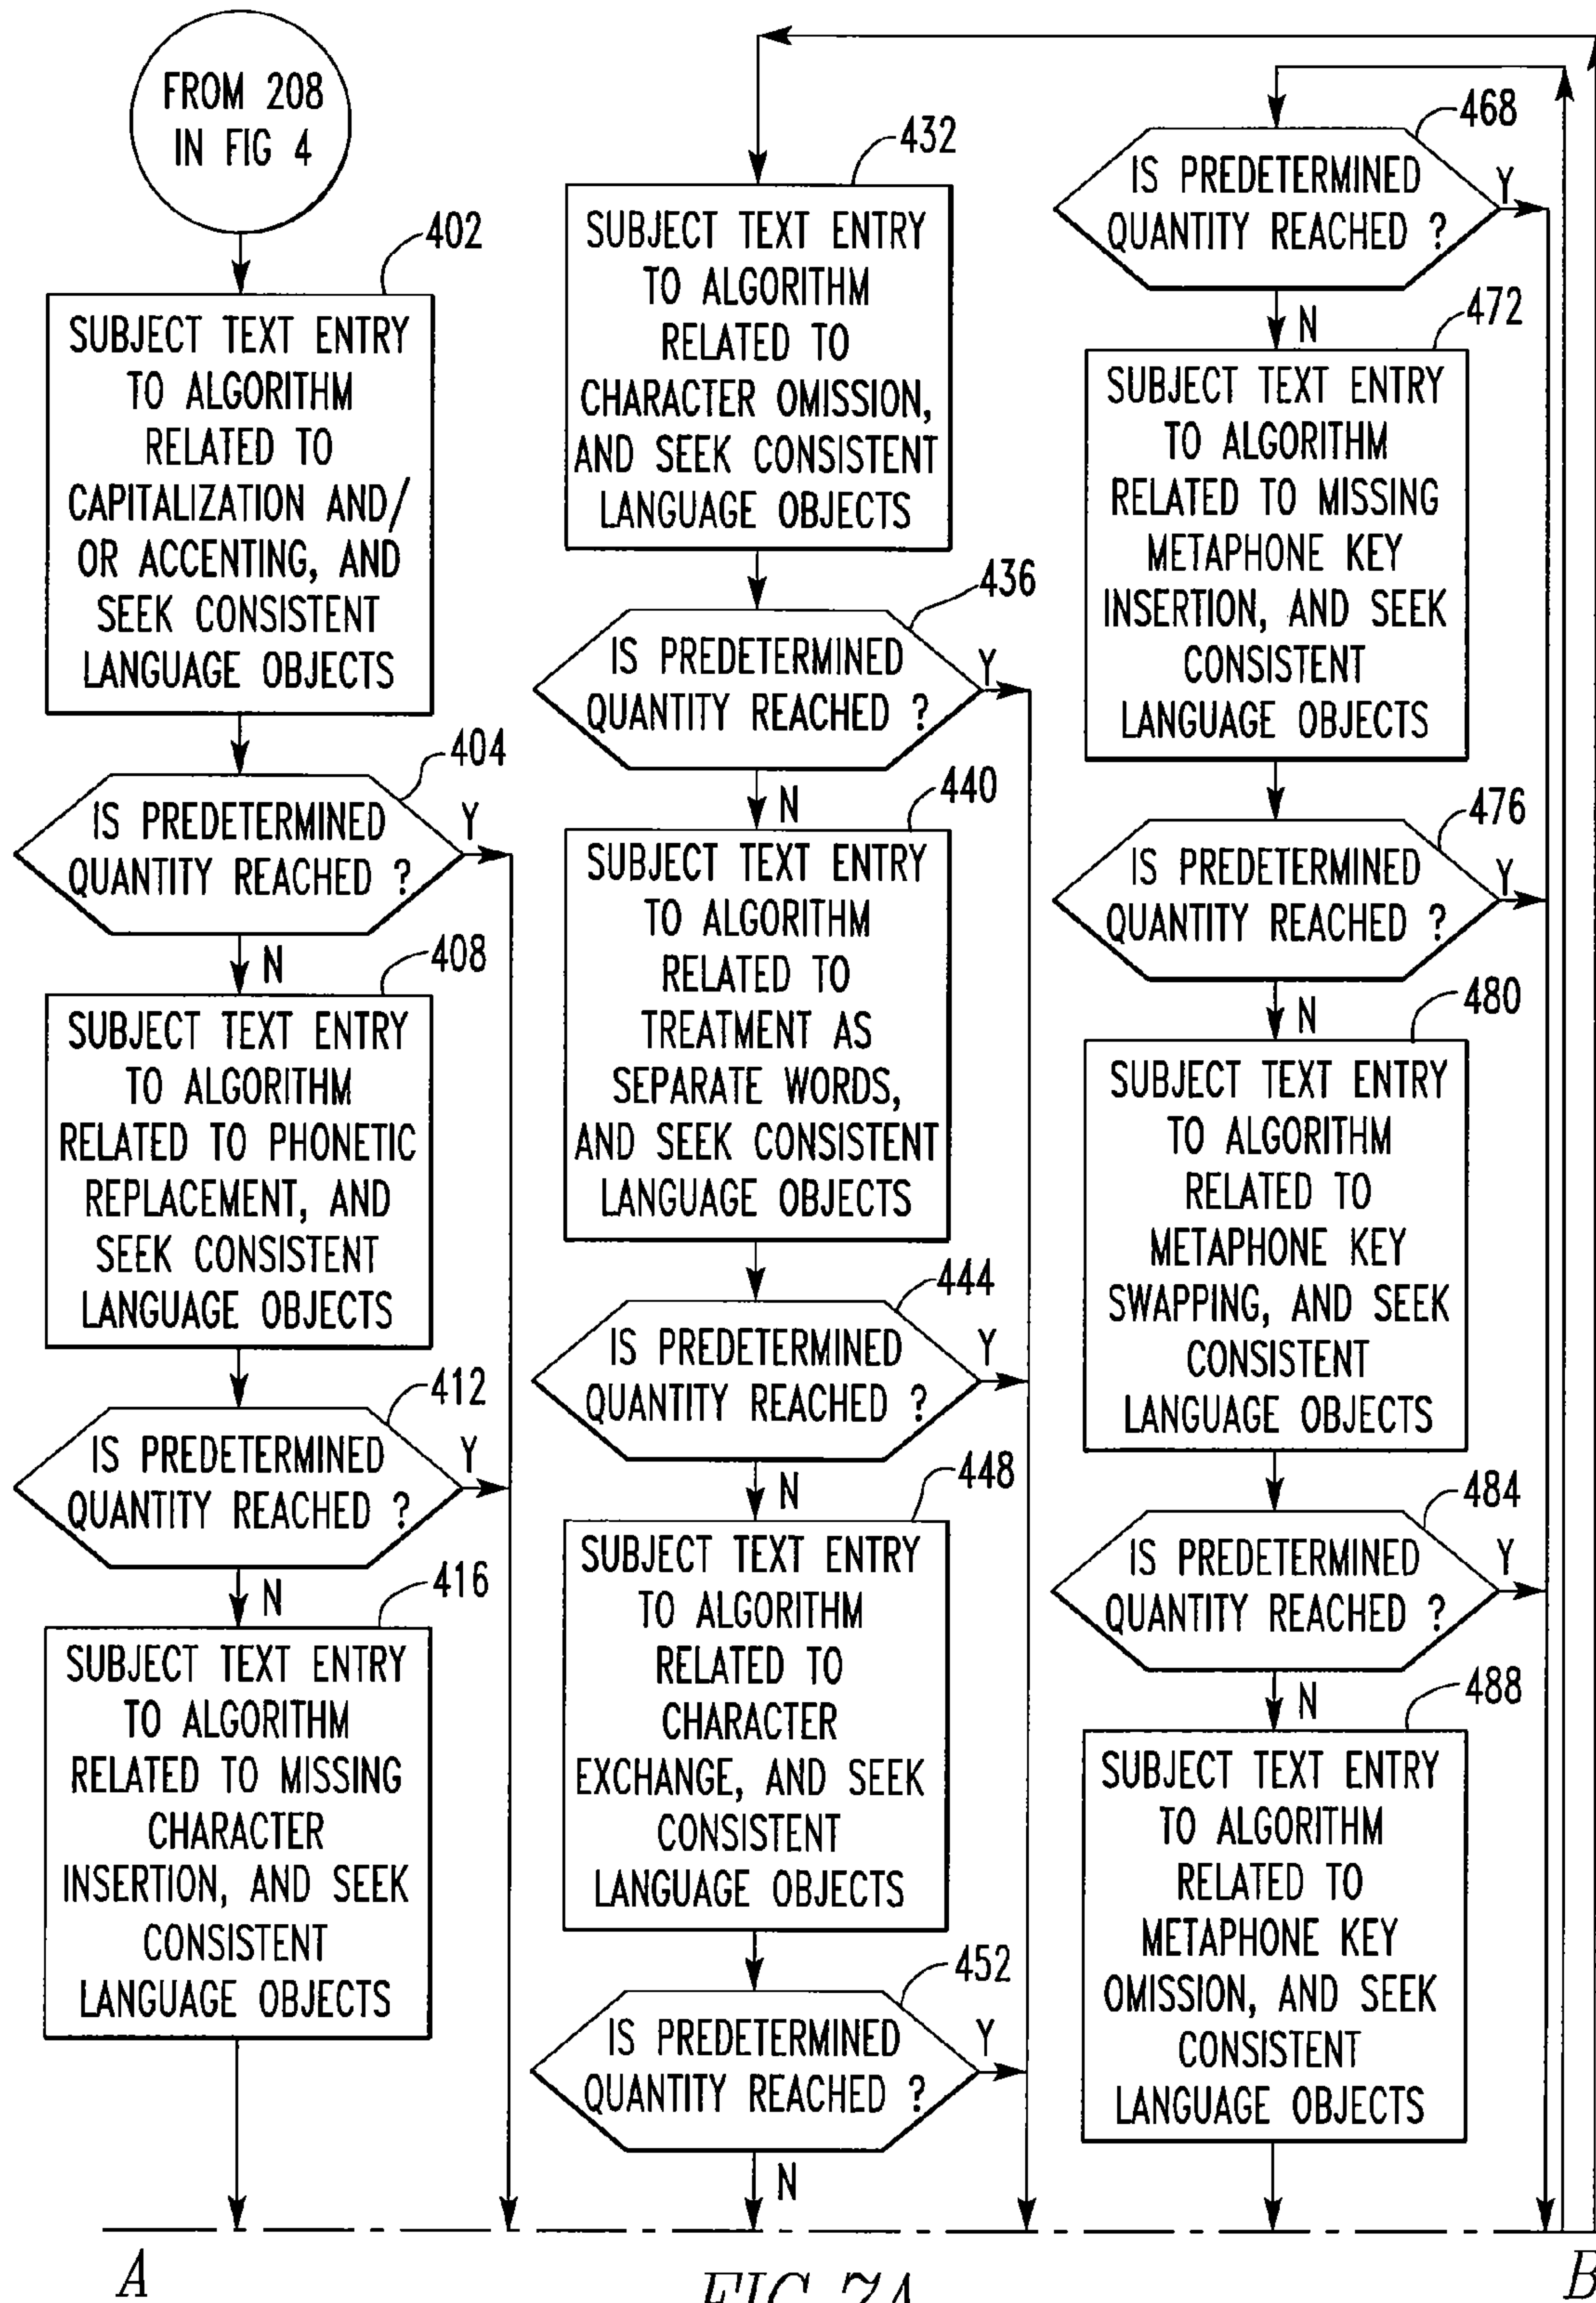 FROM 208
IN FIG 4
402
SUBJECT TEXT ENTRY
TO ALGORITHM
RELATED TO
CAPITALIZATION AND/
OR ACCENTING, AND
SEEK CONSISTENT
LANGUAGE OBJECTS
404
IS PREDETERMINED
QUANTITY REACHED ?
Y
N
408
SUBJECT TEXT ENTRY
TO ALGORITHM
RELATED TO PHONETIC
REPLACEMENT, AND
SEEK CONSISTENT
LANGUAGE OBJECTS
412
IS PREDETERMINED
QUANTITY REACHED ?
Y
N
416
SUBJECT TEXT ENTRY
TO ALGORITHM
RELATED TO MISSING
CHARACTER
INSERTION, AND SEEK
CONSISTENT
LANGUAGE OBJECTS
432
SUBJECT TEXT ENTRY
TO ALGORITHM
RELATED TO
CHARACTER OMISSION,
AND SEEK CONSISTENT
LANGUAGE OBJECTS
436
IS PREDETERMINED
QUANTITY REACHED ?
Y
N
440
SUBJECT TEXT ENTRY
TO ALGORITHM
RELATED TO
TREATMENT AS
SEPARATE WORDS,
AND SEEK CONSISTENT
LANGUAGE OBJECTS
444
IS PREDETERMINED
QUANTITY REACHED ?
Y
N
448
SUBJECT TEXT ENTRY
TO ALGORITHM
RELATED TO
CHARACTER
EXCHANGE, AND SEEK
CONSISTENT
LANGUAGE OBJECTS
452
IS PREDETERMINED
QUANTITY REACHED ?
Y
N
468
IS PREDETERMINED
QUANTITY REACHED ?
Y
N
472
SUBJECT TEXT ENTRY
TO ALGORITHM
RELATED TO MISSING
METAPHONE KEY
INSERTION, AND SEEK
CONSISTENT
LANGUAGE OBJECTS
476
IS PREDETERMINED
QUANTITY REACHED ?
Y
N
480
SUBJECT TEXT ENTRY
TO ALGORITHM
RELATED TO
METAPHONE KEY
SWAPPING, AND SEEK
CONSISTENT
LANGUAGE OBJECTS
484
IS PREDETERMINED
QUANTITY REACHED ?
Y
N
488
SUBJECT TEXT ENTRY
TO ALGORITHM
RELATED TO
METAPHONE KEY
OMISSION, AND SEEK
CONSISTENT
LANGUAGE OBJECTS
A
FIG.7A
B